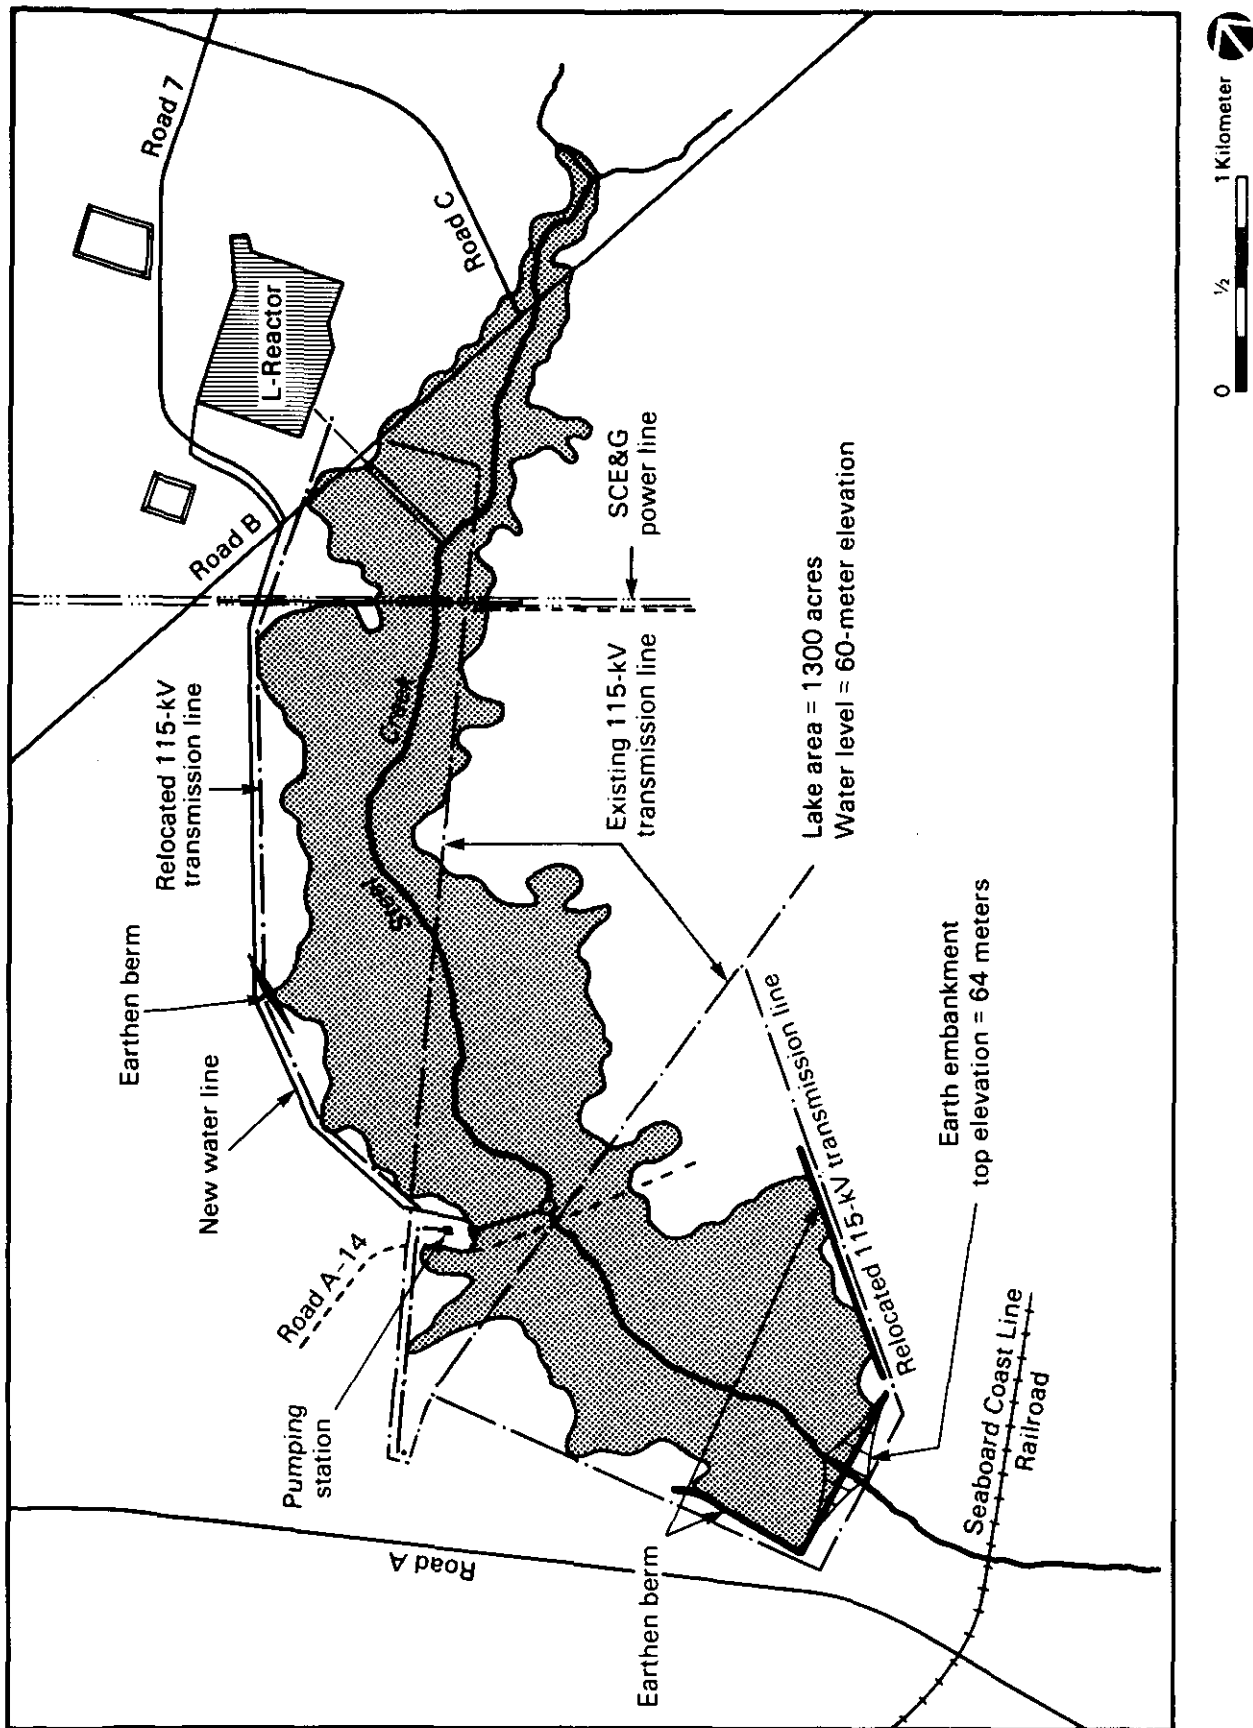 Road 7
L-Reactor
Road C
Road B
SCE&G
power line
Relocated 115-kV
transmission line
Creek
Steel
Existing 115-kV
transmission line
Lake area = 1300 acres
Water level = 60-meter elevation
Earthen berm
New water line
Road A-14
Pumping
station
Relocated 115-kV transmission line
Earth embankment
top elevation = 64 meters
Seaboard Coast Line
Railroad
Road A
Earthen berm
0 ½ 1 Kilometer